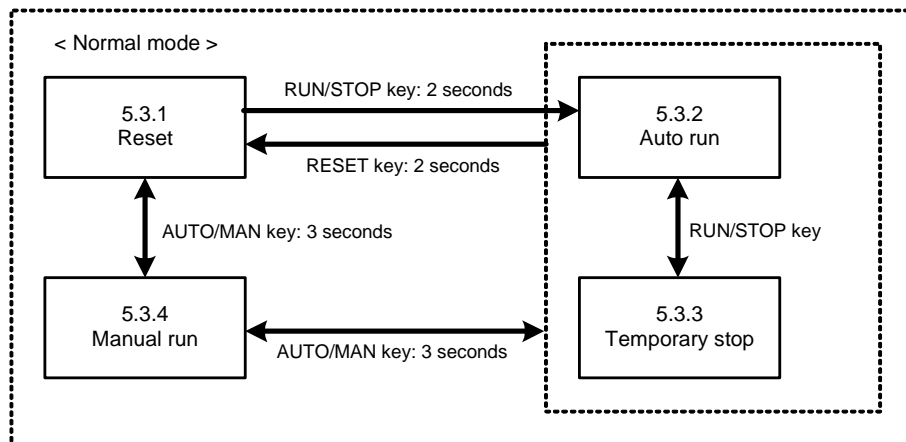 < Normal mode >
RUN/STOP key: 2 seconds
5.3.1
Reset
5.3.2
Auto run
RESET key: 2 seconds
AUTO/MAN key: 3 seconds
RUN/STOP key
5.3.4
Manual run
5.3.3
Temporary stop
AUTO/MAN key: 3 seconds